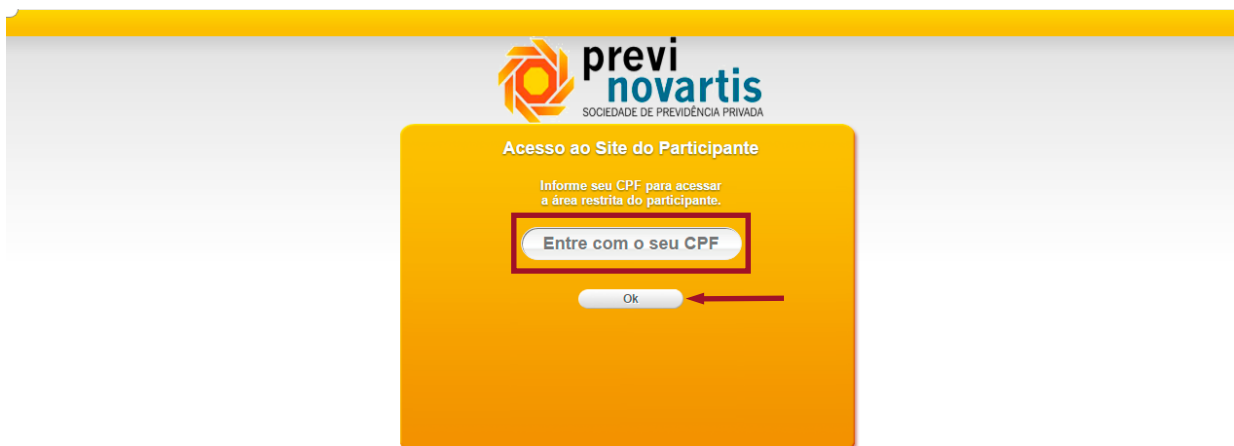 previ
novartis
SOCIEDADE DE PREVIDÊNCIA PRIVADA
Acesso ao Site do Participante
Informe seu CPF para acessar
a área restrita do participante.
Entre com o seu CPF
Ok